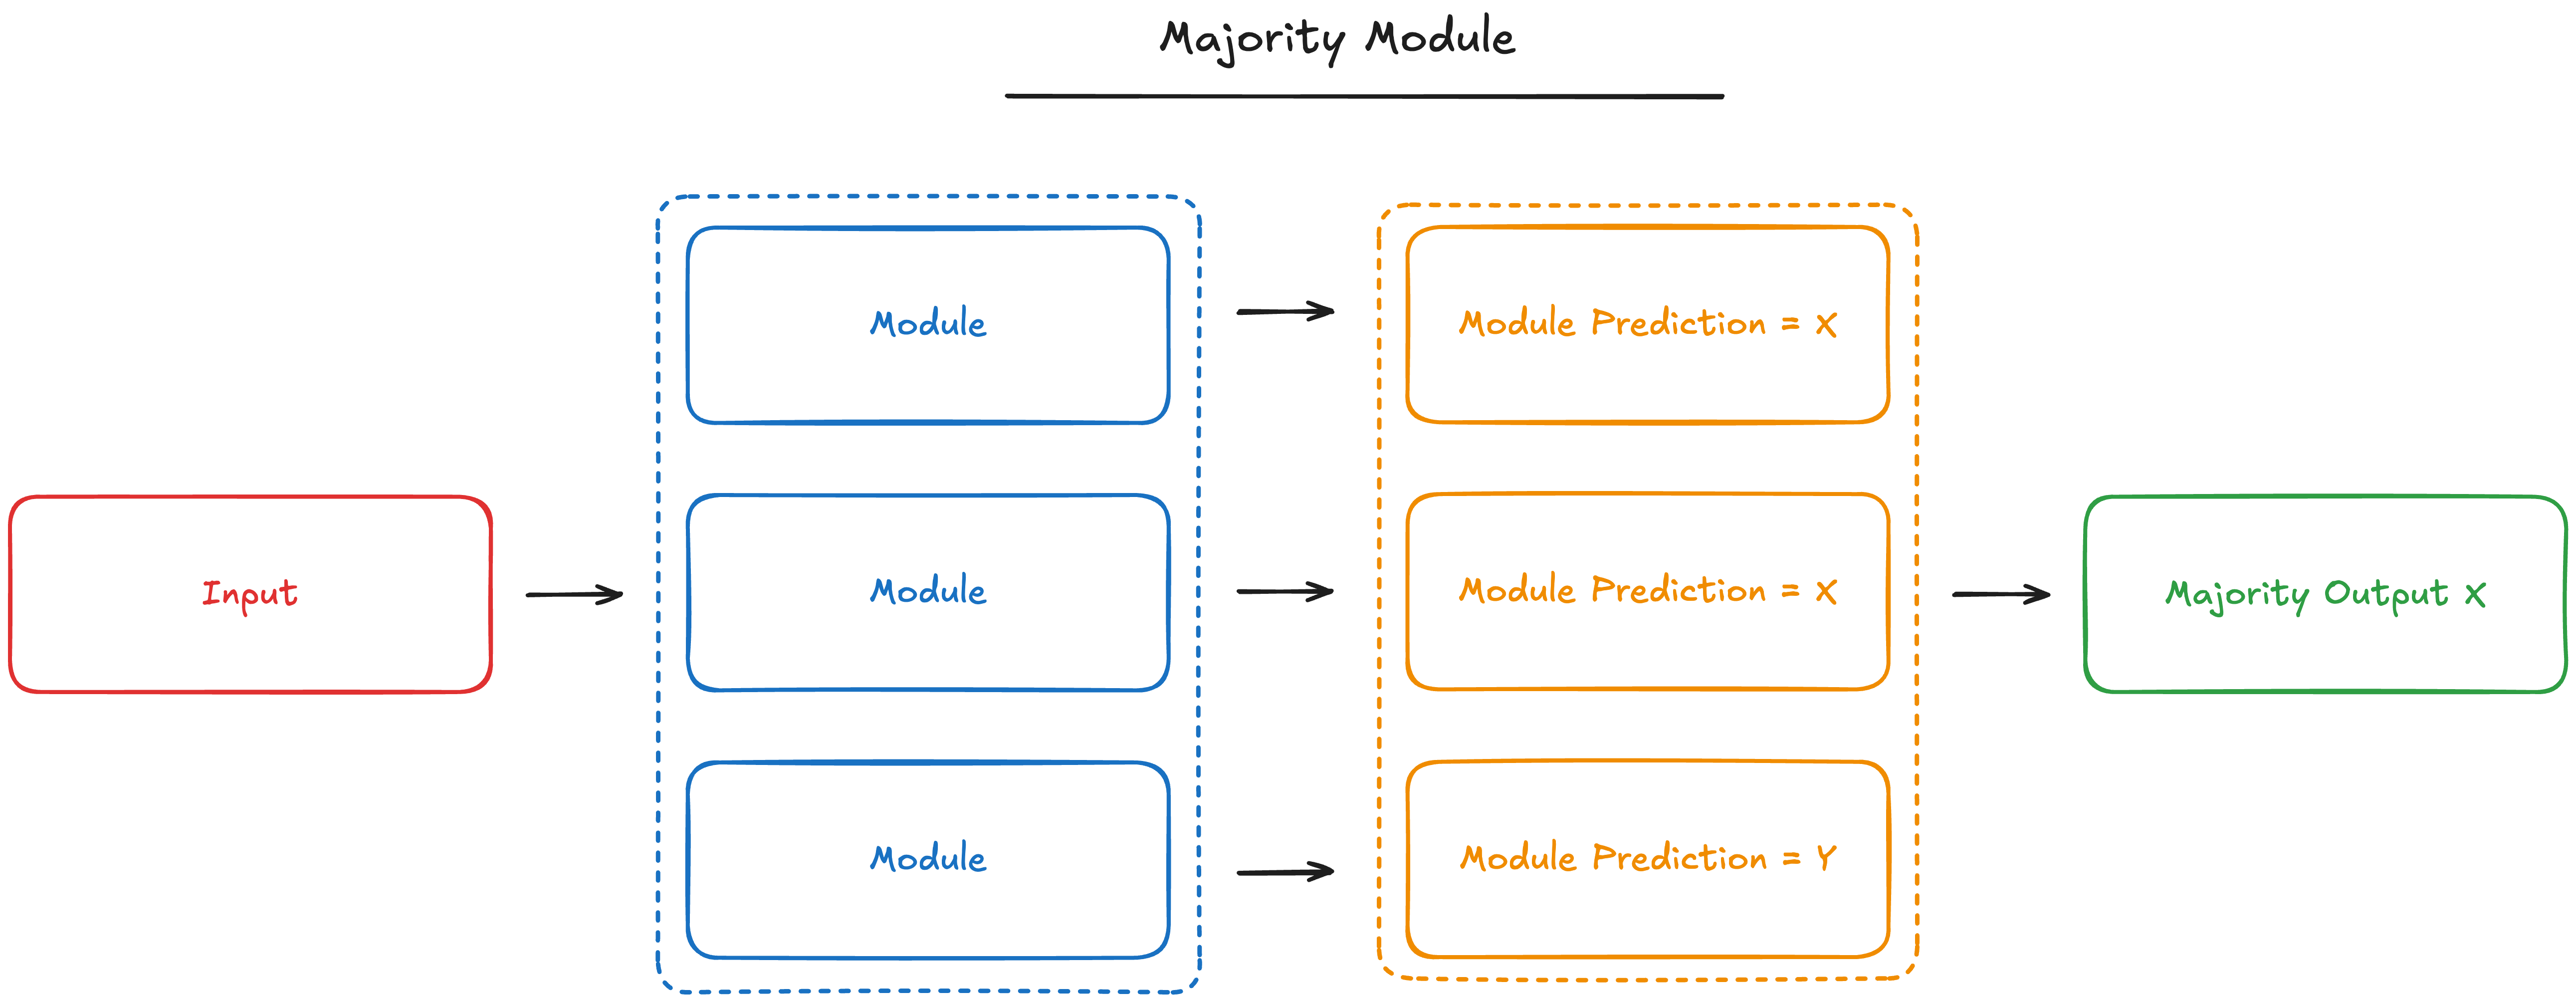 Majority Module
Input
Module
Module
Module
Module Prediction = X
Module Prediction = X
Module Prediction = Y
Majority Output X